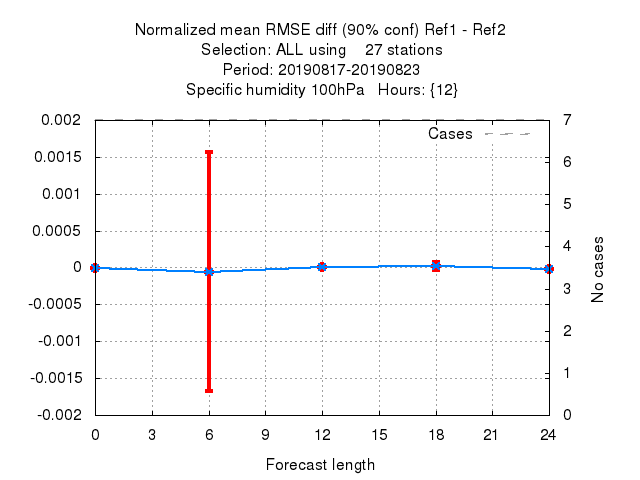 Normalized mean RMSE diff (90% conf) Ref1 - Ref2
Selection: ALL using    27 stations
Period: 20190817-20190823
Specific humidity 100hPa   Hours: {12}
Cases
0.002
0.0015
0.001
0.0005
0
-0.0005
-0.001
-0.0015
-0.002
7
6
5
4
3
2
1
0
No cases
0 3 6 9 12 15 18 21 24
Forecast length